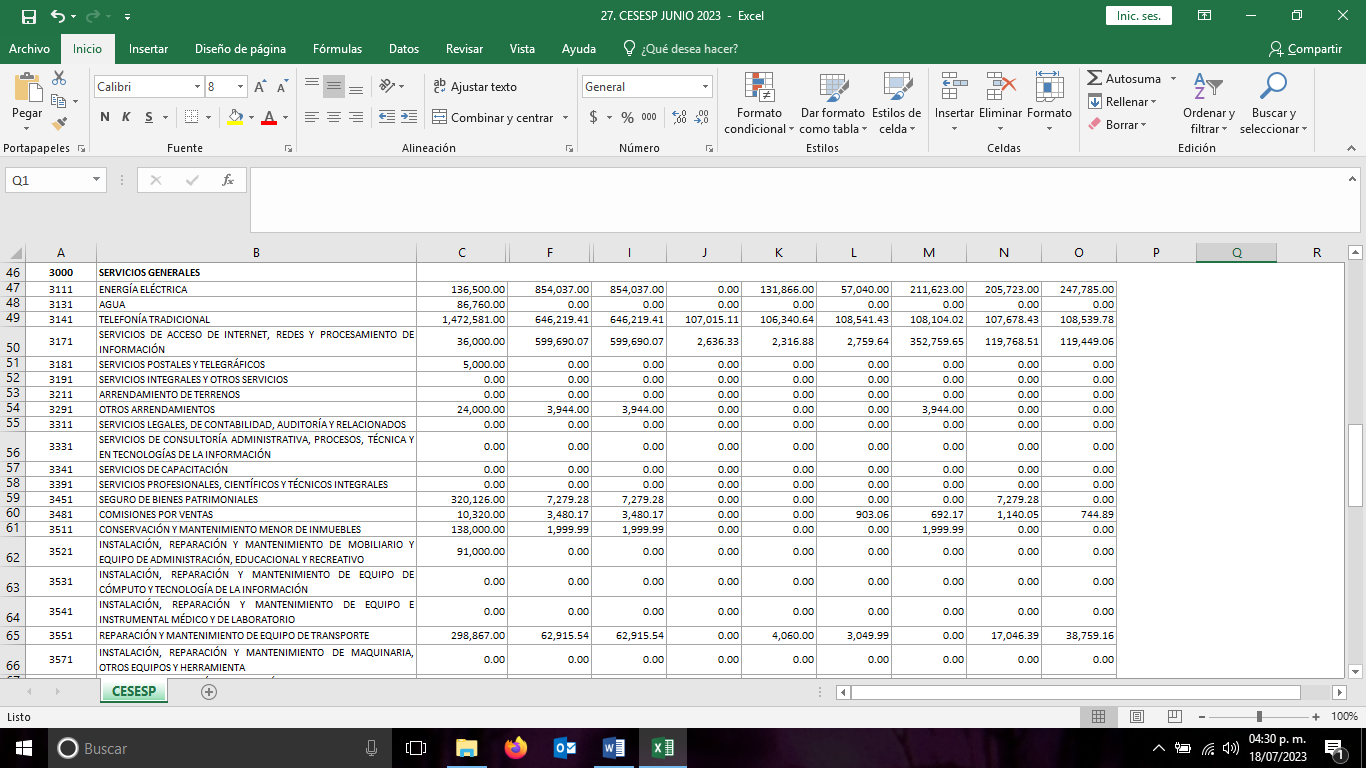 27. CESESP JUNIO 2023 - Excel
Inic. ses.
Archivo Inicio Insertar Diseño de página Fórmulas Datos Revisar Vista Ayuda ¿Qué desea hacer? Compartir
Pegar
Calibri 8
N K S
Ajustar texto
Combinar y centrar
General
$ % 000
Formato condicional
Dar formato como tabla
Estilos de celda
Insertar Eliminar Formato
Autosuma
Rellenar
Borrar
Ordenar y filtrar
Buscar y seleccionar
Portapapeles Fuente Alineación Número Estilos Celdas Edición
Q1
fx
A B C F I J K L M N O P Q R
46 3000 SERVICIOS GENERALES
47 3111 ENERGÍA ELÉCTRICA 136,500.00 854,037.00 854,037.00 0.00 131,866.00 57,040.00 211,623.00 205,723.00 247,785.00
48 3131 AGUA 86,760.00 0.00 0.00 0.00 0.00 0.00 0.00 0.00 0.00
49 3141 TELEFONÍA TRADICIONAL 1,472,581.00 646,219.41 646,219.41 107,015.11 106,340.64 108,541.43 108,104.02 107,678.43 108,539.78
50 3171 SERVICIOS DE ACCESO DE INTERNET, REDES Y PROCESAMIENTO DE
INFORMACIÓN 36,000.00 599,690.07 599,690.07 2,636.33 2,316.88 2,759.64 352,759.65 119,768.51 119,449.06
51 3181 SERVICIOS POSTALES Y TELEGRÁFICOS 5,000.00 0.00 0.00 0.00 0.00 0.00 0.00 0.00 0.00
52 3191 SERVICIOS INTEGRALES Y OTROS SERVICIOS 0.00 0.00 0.00 0.00 0.00 0.00 0.00 0.00 0.00
53 3211 ARRENDAMIENTO DE TERRENOS 0.00 0.00 0.00 0.00 0.00 0.00 0.00 0.00 0.00
54 3291 OTROS ARRENDAMIENTOS 24,000.00 3,944.00 3,944.00 0.00 0.00 0.00 3,944.00 0.00 0.00
55 3311 SERVICIOS LEGALES, DE CONTABILIDAD, AUDITORÍA Y RELACIONADOS 0.00 0.00 0.00 0.00 0.00 0.00 0.00 0.00 0.00
56 3331 SERVICIOS DE CONSULTORÍA ADMINISTRATIVA, PROCESOS, TÉCNICA Y
EN TECNOLOGÍAS DE LA INFORMACIÓN 0.00 0.00 0.00 0.00 0.00 0.00 0.00 0.00 0.00
57 3341 SERVICIOS DE CAPACITACIÓN 0.00 0.00 0.00 0.00 0.00 0.00 0.00 0.00 0.00
58 3391 SERVICIOS PROFESIONALES, CIENTÍFICOS Y TÉCNICOS INTEGRALES 0.00 0.00 0.00 0.00 0.00 0.00 0.00 0.00 0.00
59 3451 SEGURO DE BIENES PATRIMONIALES 320,126.00 7,279.28 7,279.28 0.00 0.00 0.00 0.00 7,279.28 0.00
60 3481 COMISIONES POR VENTAS 10,320.00 3,480.17 3,480.17 0.00 0.00 903.06 692.17 1,140.05 744.89
61 3511 CONSERVACIÓN Y MANTENIMIENTO MENOR DE INMUEBLES 138,000.00 1,999.99 1,999.99 0.00 0.00 0.00 1,999.99 0.00 0.00
62 3521 INSTALACIÓN, REPARACIÓN Y MANTENIMIENTO DE MOBILIARIO Y
EQUIPO DE ADMINISTRACIÓN, EDUCACIONAL Y RECREATIVO 91,000.00 0.00 0.00 0.00 0.00 0.00 0.00 0.00 0.00
63 3531 INSTALACIÓN, REPARACIÓN Y MANTENIMIENTO DE EQUIPO DE
CÓMPUTO Y TECNOLOGÍA DE LA INFORMACIÓN 0.00 0.00 0.00 0.00 0.00 0.00 0.00 0.00 0.00
64 3541 INSTALACIÓN, REPARACIÓN Y MANTENIMIENTO DE EQUIPO E
INSTRUMENTAL MÉDICO Y DE LABORATORIO 0.00 0.00 0.00 0.00 0.00 0.00 0.00 0.00 0.00
65 3551 REPARACIÓN Y MANTENIMIENTO DE EQUIPO DE TRANSPORTE 298,867.00 62,915.54 62,915.54 0.00 4,060.00 3,049.99 0.00 17,046.39 38,759.16
66 3571 INSTALACIÓN, REPARACIÓN Y MANTENIMIENTO DE MAQUINARIA,
OTROS EQUIPOS Y HERRAMIENTA 0.00 0.00 0.00 0.00 0.00 0.00 0.00 0.00 0.00
CESESP
Listo
100%
Buscar
04:30 p. m.
18/07/2023
1